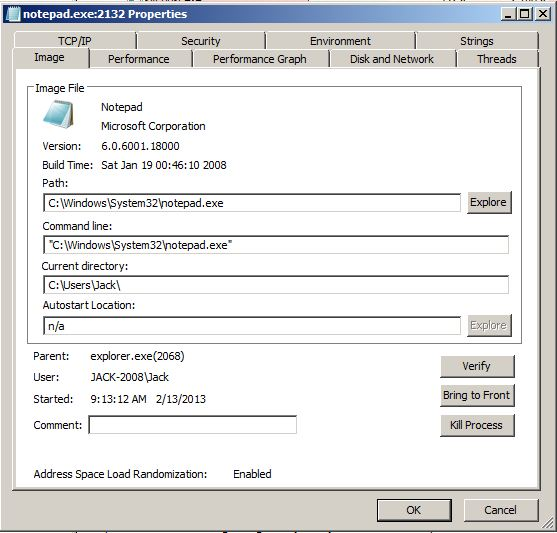 notepad.exe:2132 Properties
TCP/IP Security Environment Strings
Image Performance Performance Graph Disk and Network Threads
Image File
Notepad
Microsoft Corporation
Version: 6.0.6001.18000
Build Time: Sat Jan 19 00:46:10 2008
Path:
C:\Windows\System32\notepad.exe Explore
Command line:
"C:\Windows\System32\notepad.exe"
Current directory:
C:\Users\Jack\
Autostart Location:
n/a Explore
Parent: explorer.exe(2068)
Verify
User: JACK-2008\Jack
Bring to Front
Started: 9:13:12 AM 2/13/2013
Comment: Kill Process
Address Space Load Randomization: Enabled
OK Cancel